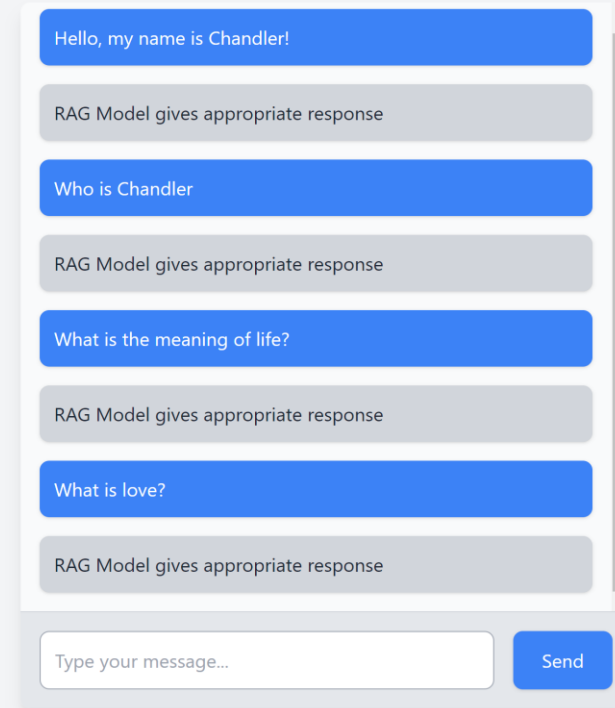 Hello, my name is Chandler!
RAG Model gives appropriate response
Who is Chandler
RAG Model gives appropriate response
What is the meaning of life?
RAG Model gives appropriate response
What is love?
RAG Model gives appropriate response
Type your message...
Send